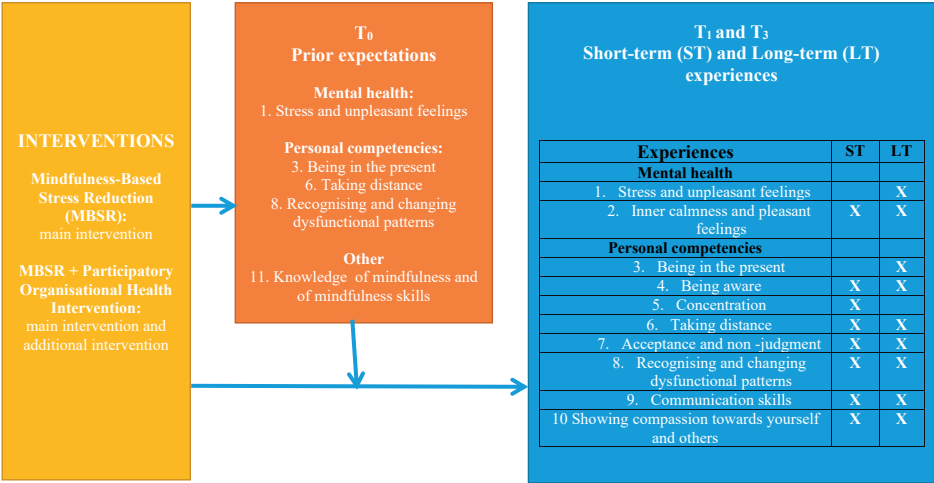 INTERVENTIONS
Mindfulness-Based
Stress Reduction
(MBSR):
main intervention
MBSR + Participatory
Organisational Health
Intervention:
main intervention and
additional intervention
T₀
Prior expectations
Mental health:
1. Stress and unpleasant feelings
Personal competencies:
3. Being in the present
6. Taking distance
8. Recognising and changing
dysfunctional patterns
Other
11. Knowledge of mindfulness and
of mindfulness skills
T₁ and T₃
Short-term (ST) and Long-term (LT)
experiences
Experiences ST LT
Mental health
1. Stress and unpleasant feelings X
2. Inner calmness and pleasant X X
feelings
Personal competencies
3. Being in the present X
4. Being aware X X
5. Concentration X
6. Taking distance X X
7. Acceptance and non -judgment X X
8. Recognising and changing X X
dysfunctional patterns
9. Communication skills X X
10 Showing compassion towards yourself X X
and others